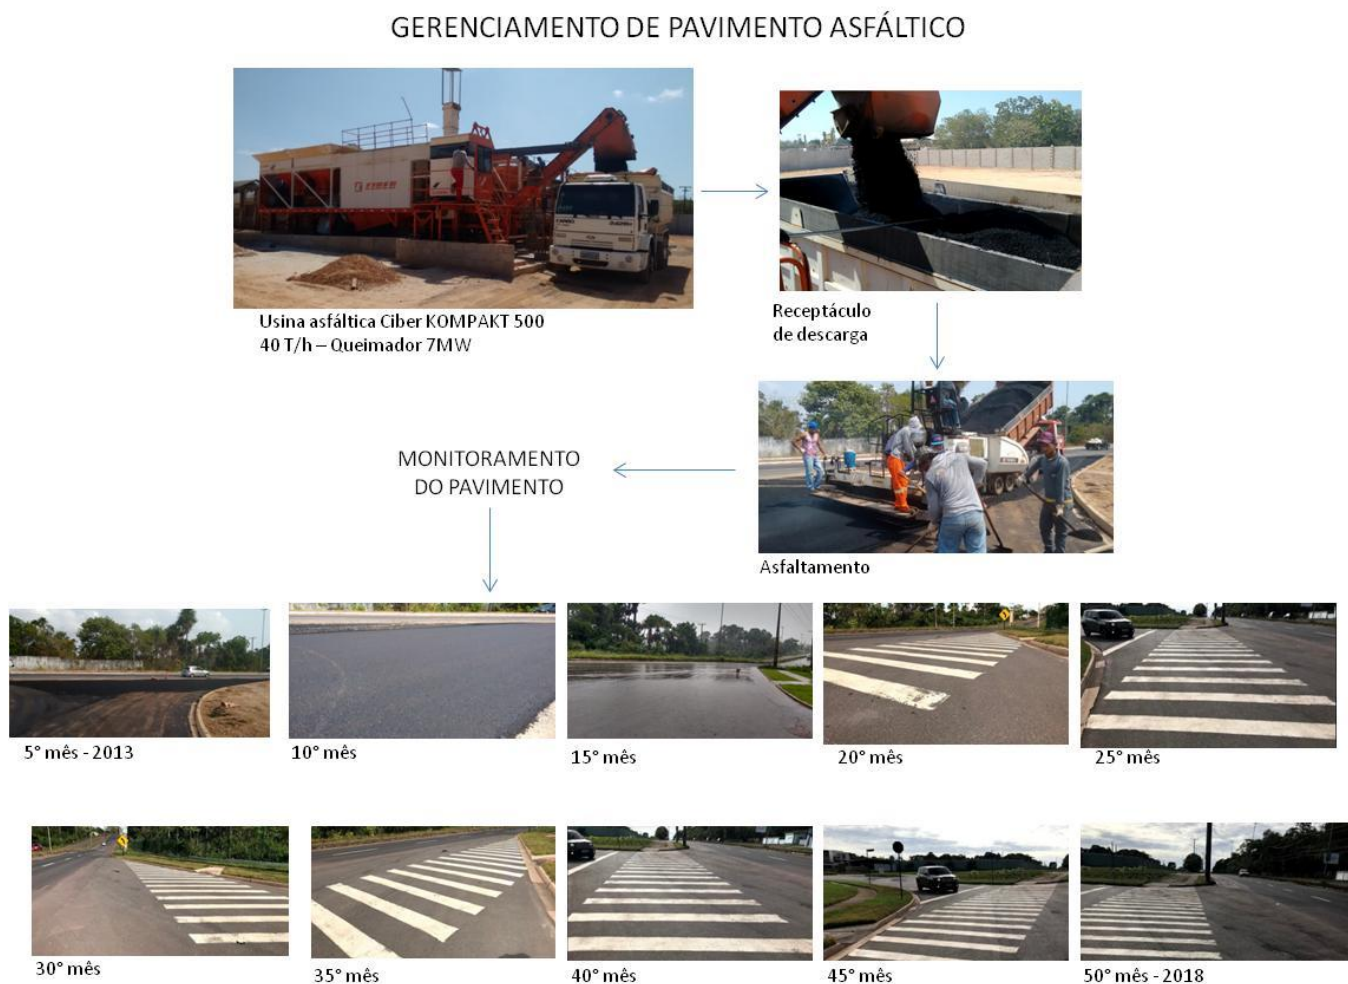 GERENCIAMENTO DE PAVIMENTO ASFÁLTICO
Usina asfáltica Ciber KOMPAKT 500
40 T/h – Queimador 7MW
Receptáculo
de descarga
Asfaltamento
MONITORAMENTO
DO PAVIMENTO
5° mês - 2013
10° mês
15° mês
20° mês
25° mês
30° mês
35° mês
40° mês
45° mês
50° mês - 2018